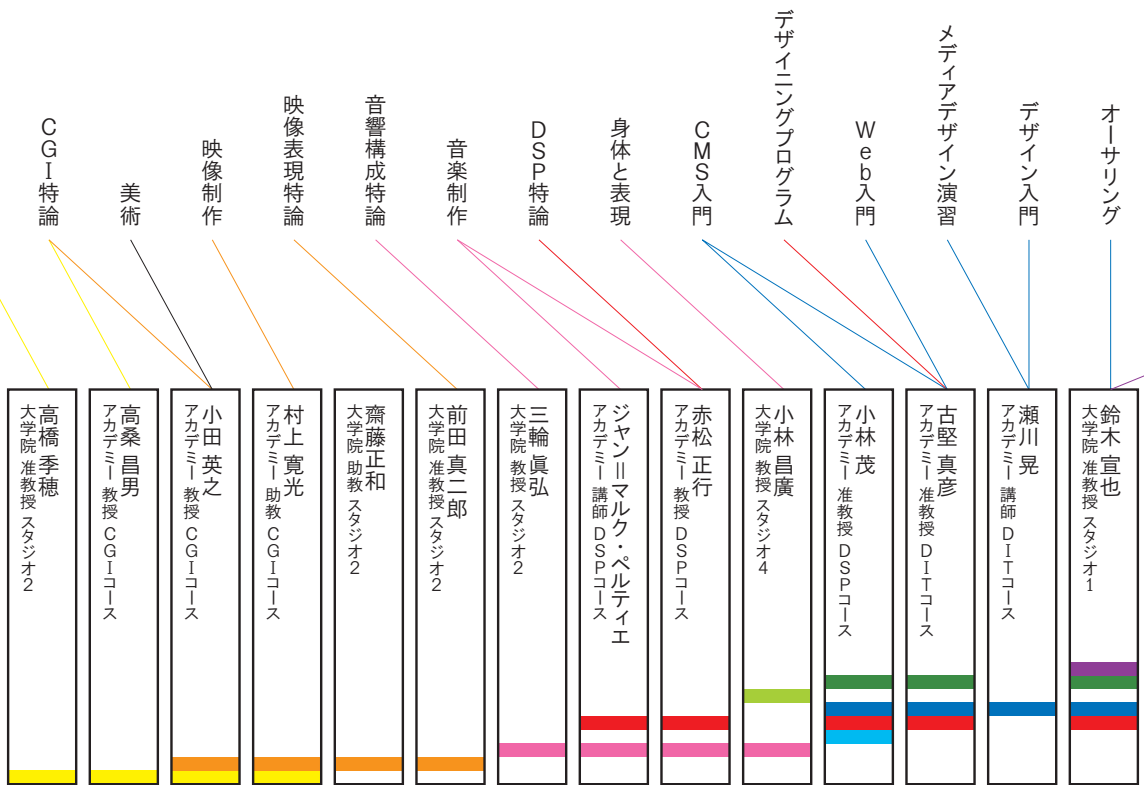 オーサリング
デザイン入門
メディアデザイン演習
Web入門
デザイニングプログラム
CMS入門
身体と表現
DSP特論
音楽制作
音響構成特論
映像表現特論
映像制作
美術
CGI特論
鈴木 宣也
大学院 准教授 スタジオ1
瀬川 晃
アカデミー 講師 DITコース
古堅 真彦
アカデミー 准教授 DITコース
小林 茂
アカデミー 准教授 DSPコース
小林 昌廣
大学院 教授 スタジオ4
赤松 正行
アカデミー 教授 DSPコース
ジャン=マルク・ペルティエ
アカデミー 講師 DSPコース
三輪 眞弘
大学院 教授 スタジオ2
前田 真二郎
大学院 准教授 スタジオ2
齋藤正和
大学院 助教 スタジオ2
村上 寛光
アカデミー 助教 CGIコース
小田 英之
アカデミー 教授 CGIコース
高桑 昌男
アカデミー 教授 CGIコース
高橋 季穂
大学院 准教授 スタジオ2